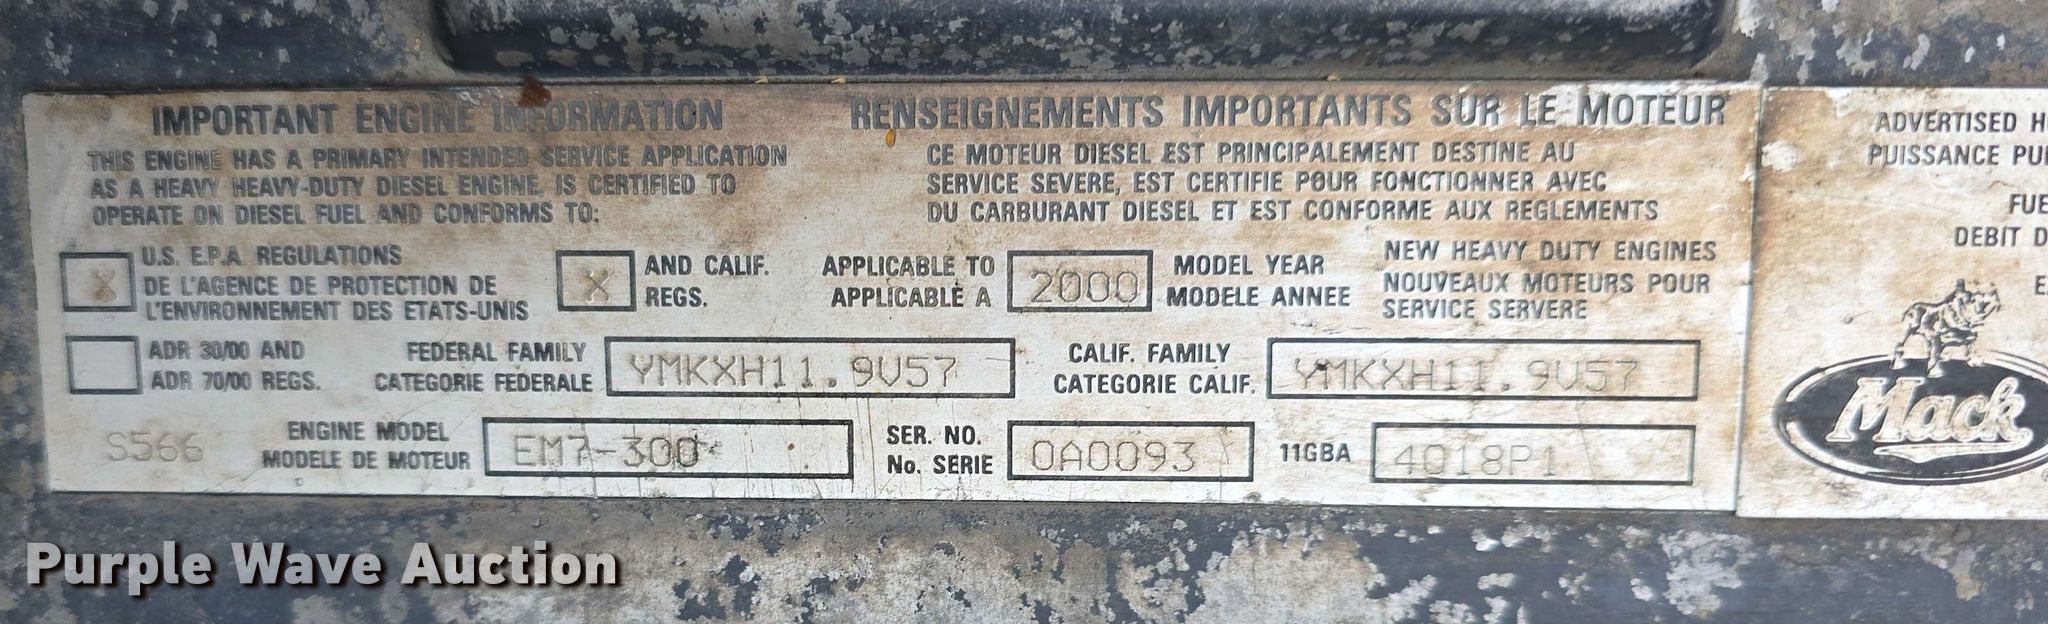 IMPORTANT ENGINE INFORMATION
THIS ENGINE HAS A PRIMARY INTENDED SERVICE APPLICATION
AS A HEAVY HEAVY-DUTY DIESEL ENGINE, IS CERTIFIED TO
OPERATE ON DIESEL FUEL AND CONFORMS TO:
RENSEIGNEMENTS IMPORTANTS SUR LE MOTEUR
CE MOTEUR DIESEL EST PRINCIPALEMENT DESTINE AU
SERVICE SEVERE, EST CERTIFIE POUR FONCTIONNER AVEC
DU CARBURANT DIESEL ET EST CONFORME AUX REGLEMENTS
X
U.S. E.P.A. REGULATIONS
DE L'AGENCE DE PROTECTION DE
L'ENVIRONNEMENT DES ETATS-UNIS
X
AND CALIF.
REGS.
APPLICABLE TO
APPLICABLE A
2000
MODEL YEAR
MODELE ANNEE
NEW HEAVY DUTY ENGINES
NOUVEAUX MOTEURS POUR
SERVICE SERVERE
ADR 30/00 AND
ADR 70/00 REGS.
FEDERAL FAMILY
CATEGORIE FEDERALE
YMKXH11.9V57
CALIF. FAMILY
CATEGORIE CALIF.
YMKXH11.9V57
S566
ENGINE MODEL
MODELE DE MOTEUR
EM7-300
SER. NO.
No. SERIE
0A0093
11GBA
4018P1
ADVERTISED H
PUISSANCE PU
FUE
DEBIT D
E
Mack
®
Purple Wave Auction